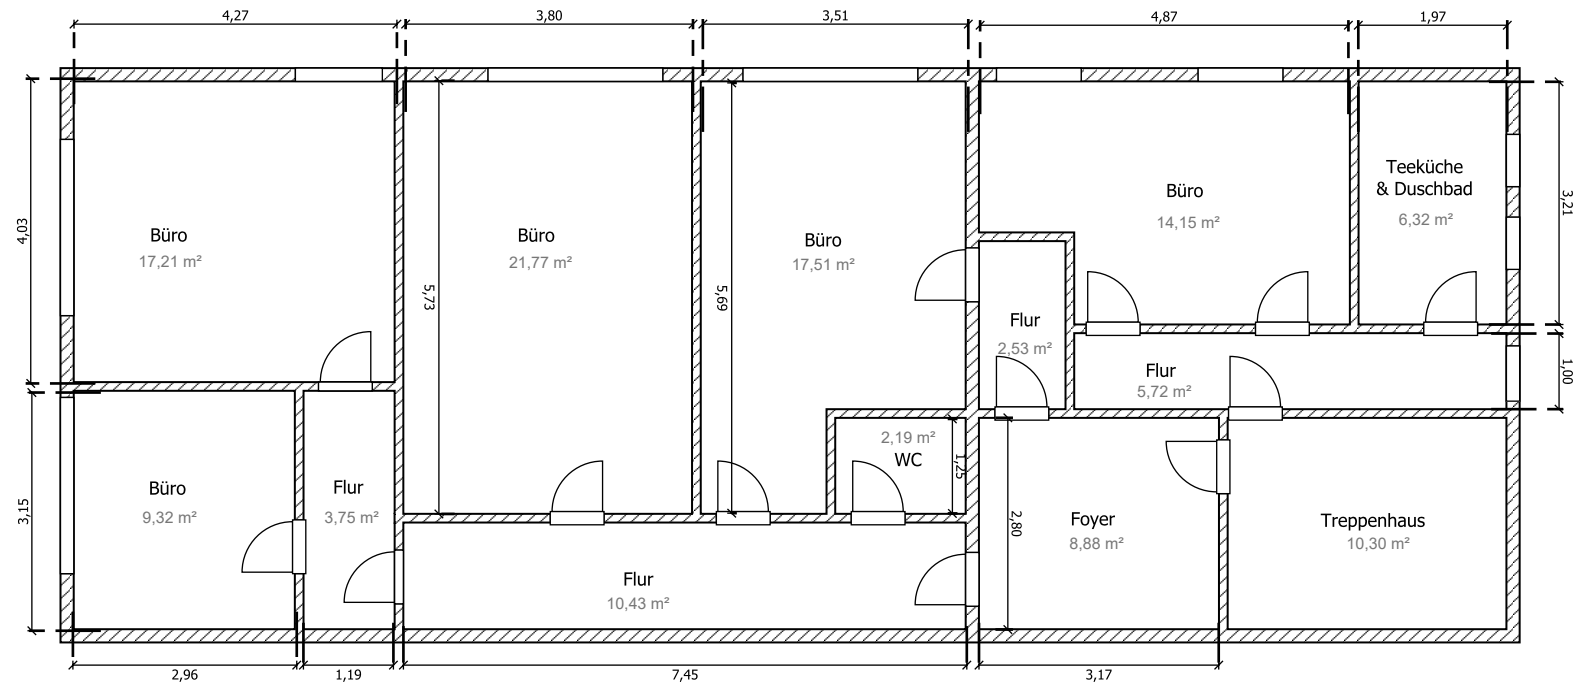 4,27
3,80
3,51
4,87
1,97
4,03
3,15
5,73
5,69
3,21
1,00
Büro
17,21 m²
Büro
21,77 m²
Büro
17,51 m²
Büro
14,15 m²
Teeküche
& Duschbad
6,32 m²
Flur
2,53 m²
Flur
5,72 m²
2,19 m²
WC
1,25
Büro
9,32 m²
Flur
3,75 m²
Flur
10,43 m²
2,80
Foyer
8,88 m²
Treppenhaus
10,30 m²
2,96
1,19
7,45
3,17